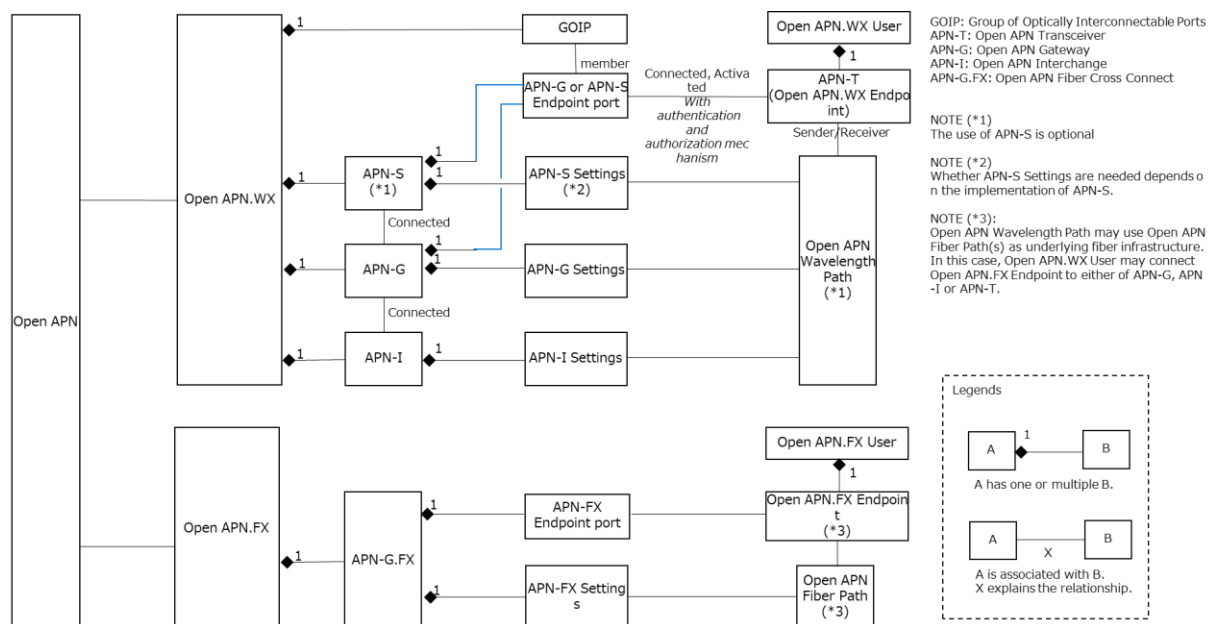 1
GOIP
Open APN.WX User
1
member
APN-G or APN-S
Endpoint port
Connected, Activa
ted
With
authentication
and
authorization mec
hanism
APN-T
(Open APN.WX Endpo
int)
Sender/Receiver
Open APN
Open APN.WX
1
APN-S
(*1)
1
1
APN-S Settings
(*2)
Connected
1
APN-G
1
1
APN-G Settings
Open APN
Wavelength
Path
(*1)
Connected
1
APN-I
1
APN-I Settings
Open APN.FX
1
APN-G.FX
1
APN-FX
Endpoint port
Open APN.FX User
1
Open APN.FX Endpoin
t
(*3)
1
APN-FX Setting
s
Open APN
Fiber Path
(*3)
GOIP: Group of Optically Interconnectable Ports
APN-T: Open APN Transceiver
APN-G: Open APN Gateway
APN-I: Open APN Interchange
APN-G.FX: Open APN Fiber Cross Connect
NOTE (*1)
The use of APN-S is optional
NOTE (*2)
Whether APN-S Settings are needed depends o
n the implementation of APN-S.
NOTE (*3):
Open APN Wavelength Path may use Open APN
Fiber Path(s) as underlying fiber infrastructure.
In this case, Open APN.WX User may connect
Open APN.FX Endpoint to either of APN-G, APN
-I or APN-T.
Legends
A
1
B
A has one or multiple B.
A
X
B
A is associated with B.
X explains the relationship.